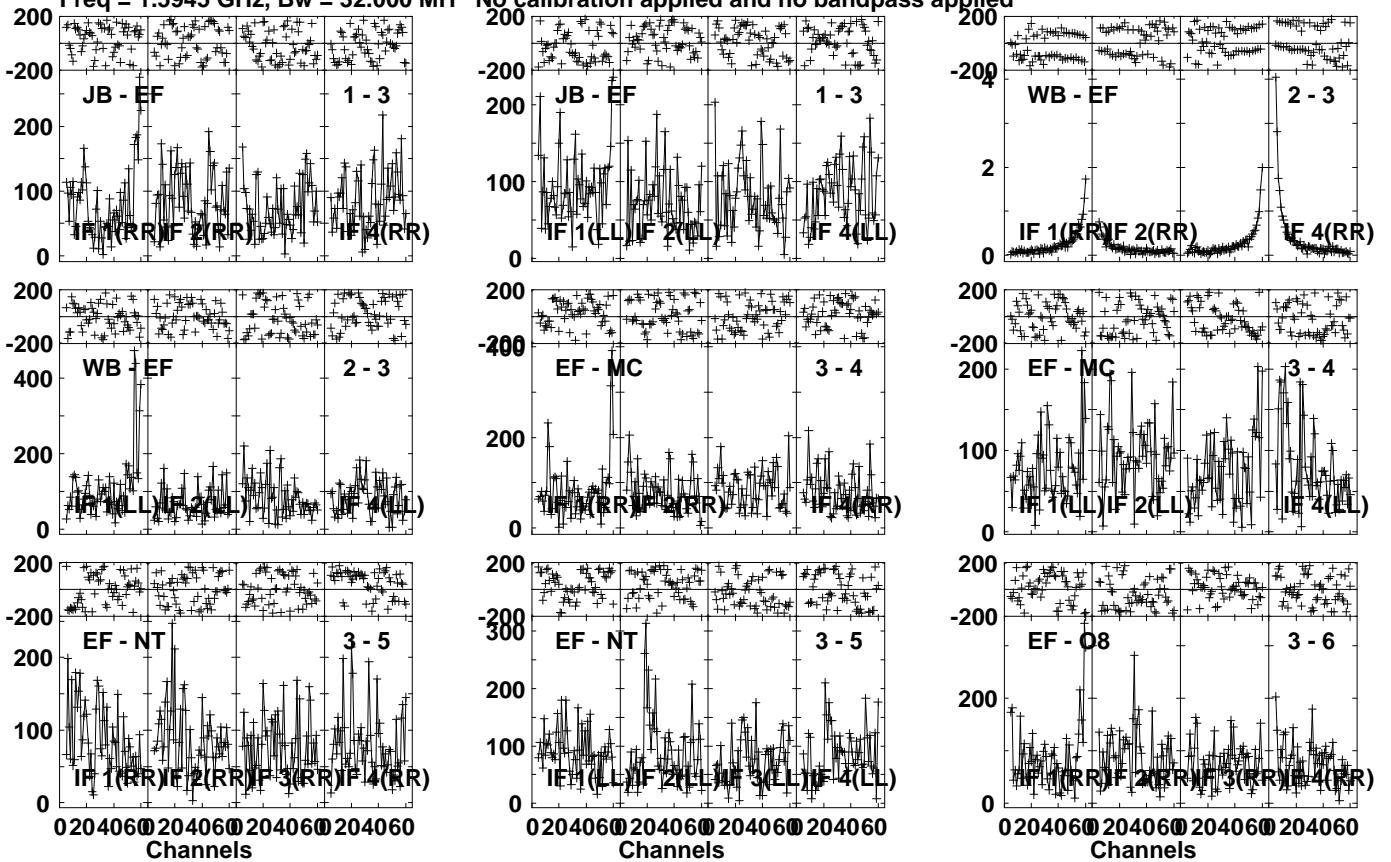 Freq = 1.5945 GHz, Bw = 32.000 MH No calibration applied and no bandpass applied
200
-200
JB - EF 1 - 3
200
100
0
IF 1(RR) IF 2(RR) IF 4(RR)
200
-200
JB - EF 1 - 3
200
100
0
IF 1(LL) IF 2(LL) IF 4(LL)
200
-200
WB - EF 2 - 3
4
2
0
IF 1(RR) IF 2(RR) IF 4(RR)
200
-200
WB - EF 2 - 3
400
200
0
IF 1(LL) IF 2(LL) IF 4(LL)
200
-200
400
EF - MC 3 - 4
200
0
IF 1(RR) IF 2(RR) IF 4(RR)
200
-200
EF - MC 3 - 4
200
100
0
IF 1(LL) IF 2(LL) IF 4(LL)
200
-200
EF - NT 3 - 5
200
100
0
IF 1(RR) IF 2(RR) IF 3(RR) IF 4(RR)
0 20 40 60 0 20 40 60 0 20 40 60 0 20 40 60
Channels
200
-200
300
EF - NT 3 - 5
200
100
0
IF 1(LL) IF 2(LL) IF 3(LL) IF 4(LL)
0 20 40 60 0 20 40 60 0 20 40 60 0 20 40 60
Channels
200
-200
EF - O8 3 - 6
200
0
IF 1(RR) IF 2(RR) IF 3(RR) IF 4(RR)
0 20 40 60 0 20 40 60 0 20 40 60 0 20 40 60
Channels